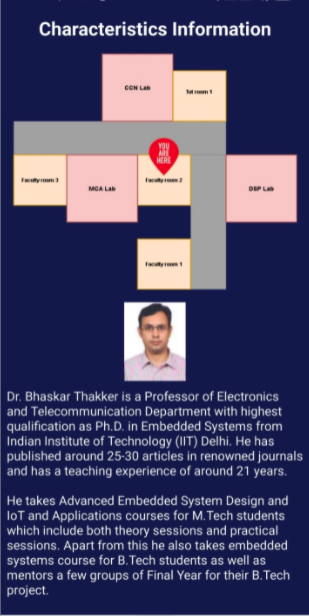 Characteristics Information
CCN Lab
Tut room 1
YOU
ARE
HERE
Faculty room 3
MCA Lab
Faculty room 2
DSP Lab
Faculty room 1
Dr. Bhaskar Thakker is a Professor of Electronics
and Telecommunication Department with highest
qualification as Ph.D. in Embedded Systems from
Indian Institute of Technology (IIT) Delhi. He has
published around 25-30 articles in renowned journals
and has a teaching experience of around 21 years.
He takes Advanced Embedded System Design and
IoT and Applications courses for M.Tech students
which include both theory sessions and practical
sessions. Apart from this he also takes embedded
systems course for B.Tech students as well as
mentors a few groups of Final Year for their B.Tech
project.